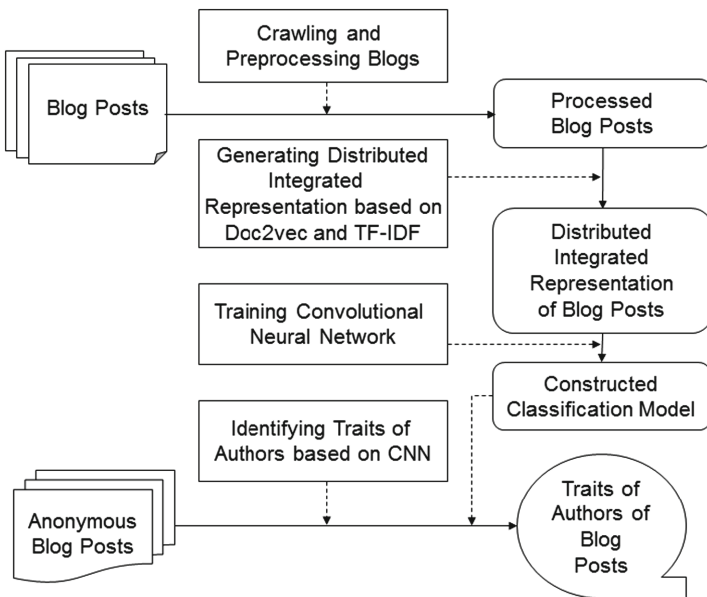 Crawling and
Preprocessing Blogs
Blog Posts
Processed
Blog Posts
Generating Distributed
Integrated
Representation based on
Doc2vec and TF-IDF
Distributed
Integrated
Representation
of Blog Posts
Training Convolutional
Neural Network
Constructed
Classification Model
Identifying Traits of
Authors based on CNN
Anonymous
Blog Posts
Traits of
Authors of
Blog
Posts